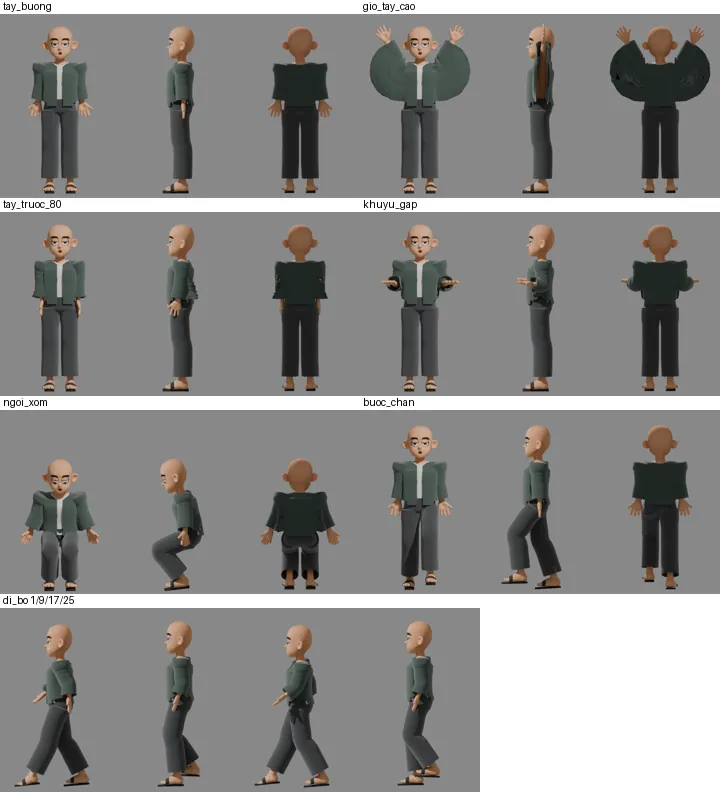 tay_buong
gio_tay_cao
tay_truoc_80
khuyu_gap
ngoi_xom
buoc_chan
di_bo 1/9/17/25